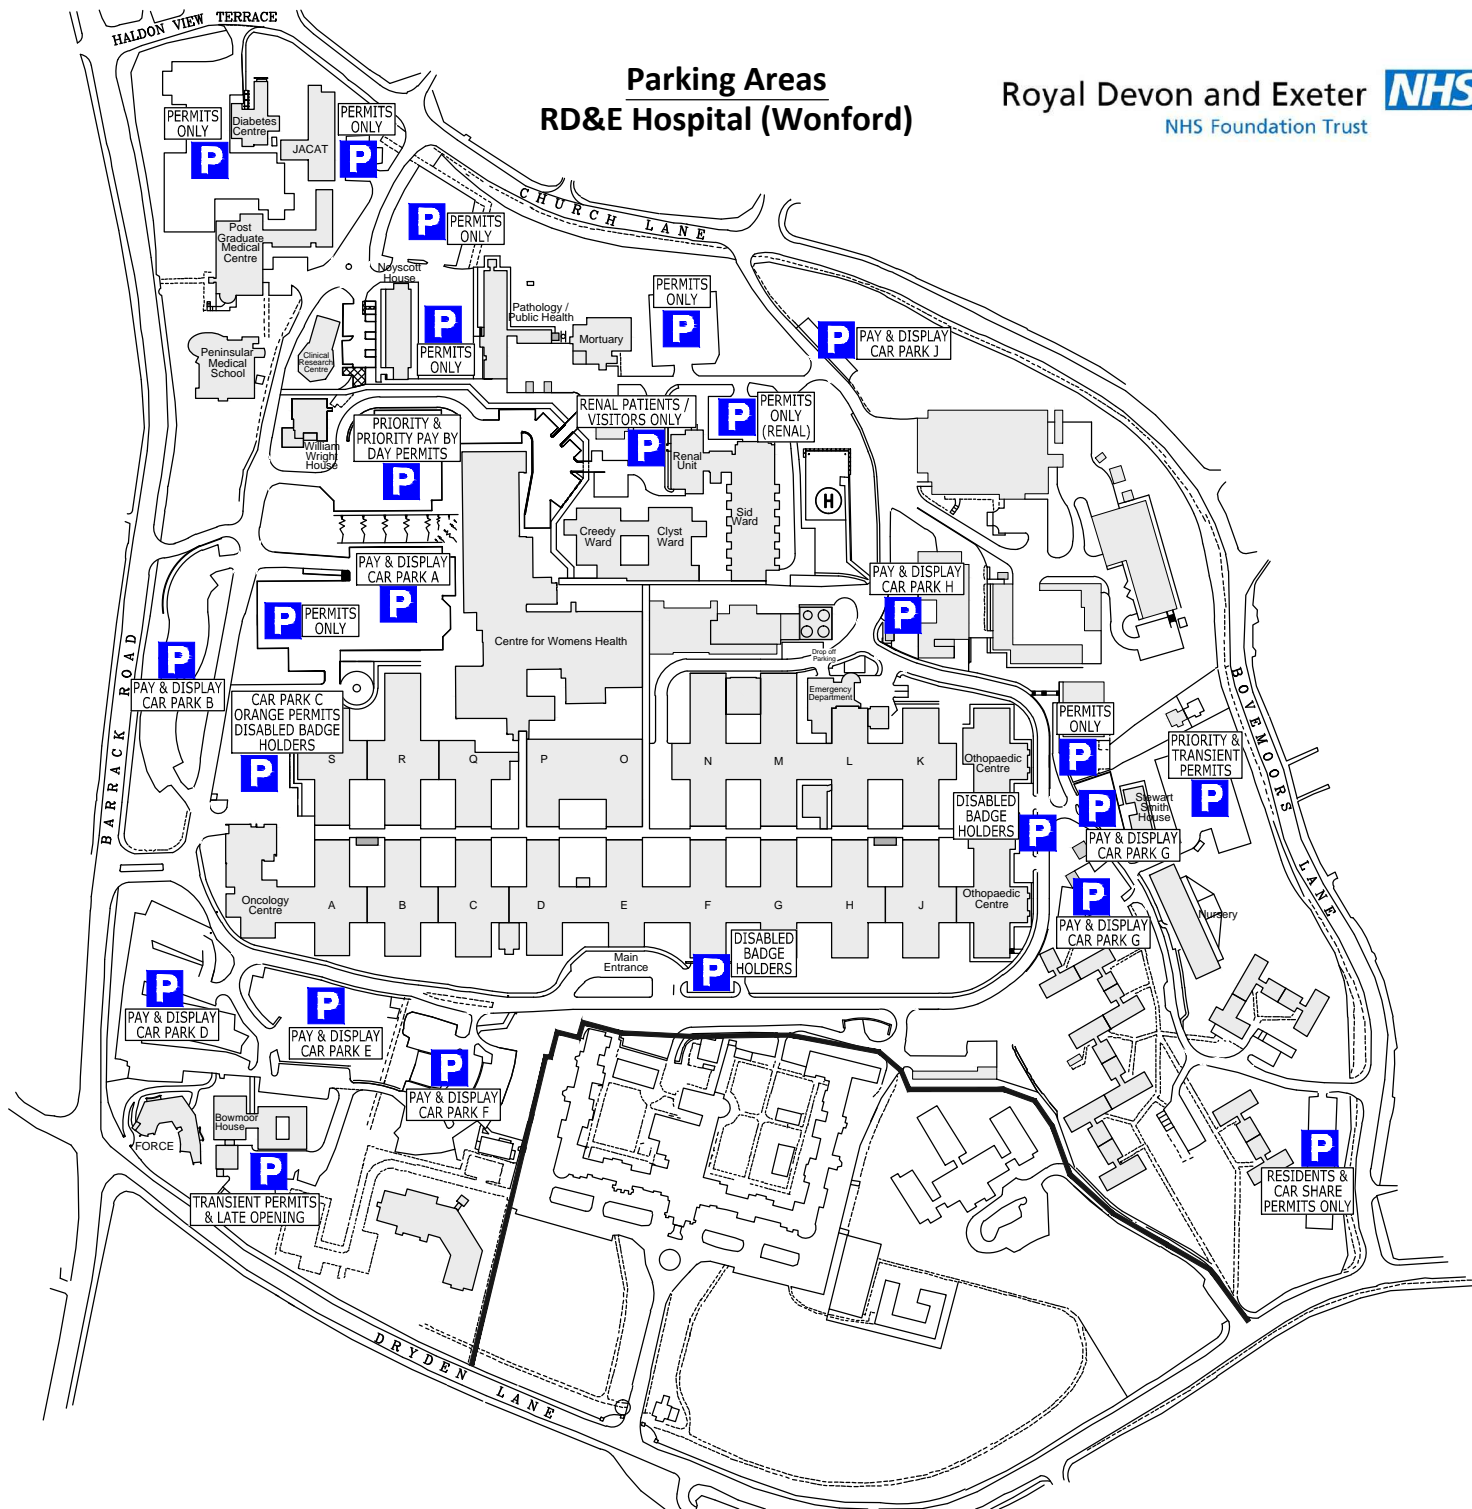 HALDON VIEW TERRACE
Parking Areas
RD&E Hospital (Wonford)
Royal Devon and Exeter NHS
NHS Foundation Trust
PERMITS
ONLY
P
Diabetes
Centre
JACAT
PERMITS
ONLY
P
CHURCH LANE
P
PERMITS
ONLY
Post
Graduate
Medical
Centre
Noyscott
House
Pathology /
Public Health
PERMITS
ONLY
P
P
PERMITS
ONLY
Mortuary
P
PAY & DISPLAY
CAR PARK J
Peninsular
Medical
School
Clinical
Research
Centre
William
Wright
House
PRIORITY &
PRIORITY PAY BY
DAY PERMITS
P
RENAL PATIENTS /
VISITORS ONLY
P
Renal
Unit
P
PERMITS
ONLY
(RENAL)
H
Creedy
Ward
Clyst
Ward
Sid
Ward
PAY & DISPLAY
CAR PARK A
P
P
PERMITS
ONLY
PAY & DISPLAY
CAR PARK H
P
BARRACK ROAD
P
PAY & DISPLAY
CAR PARK B
Centre for Womens Health
Drop off
Parking
Emergency
Department
CAR PARK C
ORANGE PERMITS
DISABLED BADGE
HOLDERS
P
BOVEMOORS LANE
PERMITS
ONLY
P
PRIORITY &
TRANSIENT
PERMITS
P
S
R
Q
P
O
N
M
L
K
Othopaedic
Centre
DISABLED
BADGE
HOLDERS
P
P
Stewart
Smith
House
PAY & DISPLAY
CAR PARK G
Oncology
Centre
A
B
C
D
E
F
G
H
J
Othopaedic
Centre
P
PAY & DISPLAY
CAR PARK G
Nursery
Main
Entrance
P
DISABLED
BADGE
HOLDERS
P
PAY & DISPLAY
CAR PARK D
P
PAY & DISPLAY
CAR PARK E
P
PAY & DISPLAY
CAR PARK F
FORCE
Bowmoor
House
P
TRANSIENT PERMITS
& LATE OPENING
P
RESIDENTS &
CAR SHARE
PERMITS ONLY
DRYDEN LANE